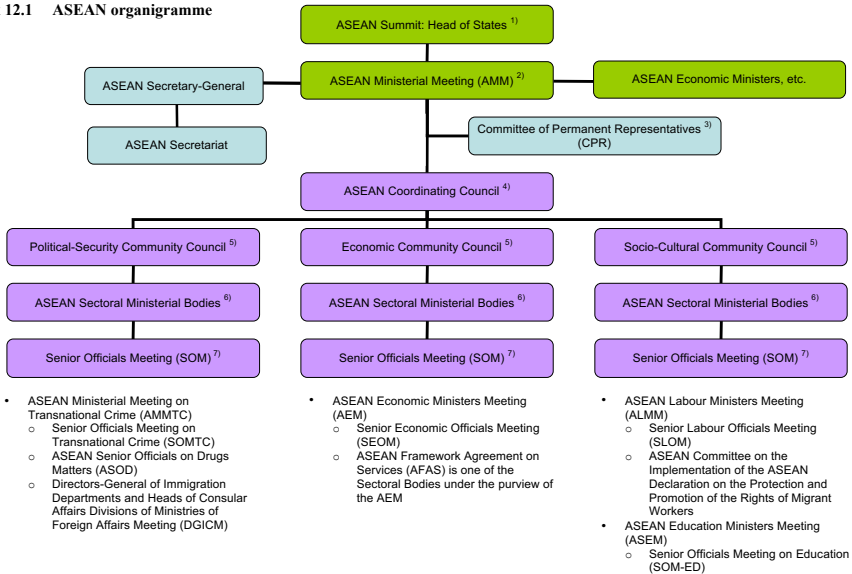 12.1 ASEAN organigramme
ASEAN Summit: Head of States 1)
ASEAN Secretary-General
ASEAN Ministerial Meeting (AMM) 2)
ASEAN Economic Ministers, etc.
ASEAN Secretariat
Committee of Permanent Representatives 3)
(CPR)
ASEAN Coordinating Council 4)
Political-Security Community Council 5)
Economic Community Council 5)
Socio-Cultural Community Council 5)
ASEAN Sectoral Ministerial Bodies 6)
ASEAN Sectoral Ministerial Bodies 6)
ASEAN Sectoral Ministerial Bodies 6)
Senior Officials Meeting (SOM) 7)
Senior Officials Meeting (SOM) 7)
Senior Officials Meeting (SOM) 7)
• ASEAN Ministerial Meeting on
Transnational Crime (AMMTC)
o Senior Officials Meeting on
Transnational Crime (SOMTC)
o ASEAN Senior Officials on Drugs
Matters (ASOD)
o Directors-General of Immigration
Departments and Heads of Consular
Affairs Divisions of Ministries of
Foreign Affairs Meeting (DGICM)
• ASEAN Economic Ministers Meeting
(AEM)
o Senior Economic Officials Meeting
(SEOM)
o ASEAN Framework Agreement on
Services (AFAS) is one of the
Sectoral Bodies under the purview of
the AEM
• ASEAN Labour Ministers Meeting
(ALMM)
o Senior Labour Officials Meeting
(SLOM)
o ASEAN Committee on the
Implementation of the ASEAN
Declaration on the Protection and
Promotion of the Rights of Migrant
Workers
• ASEAN Education Ministers Meeting
(ASEM)
o Senior Officials Meeting on Education
(SOM-ED)